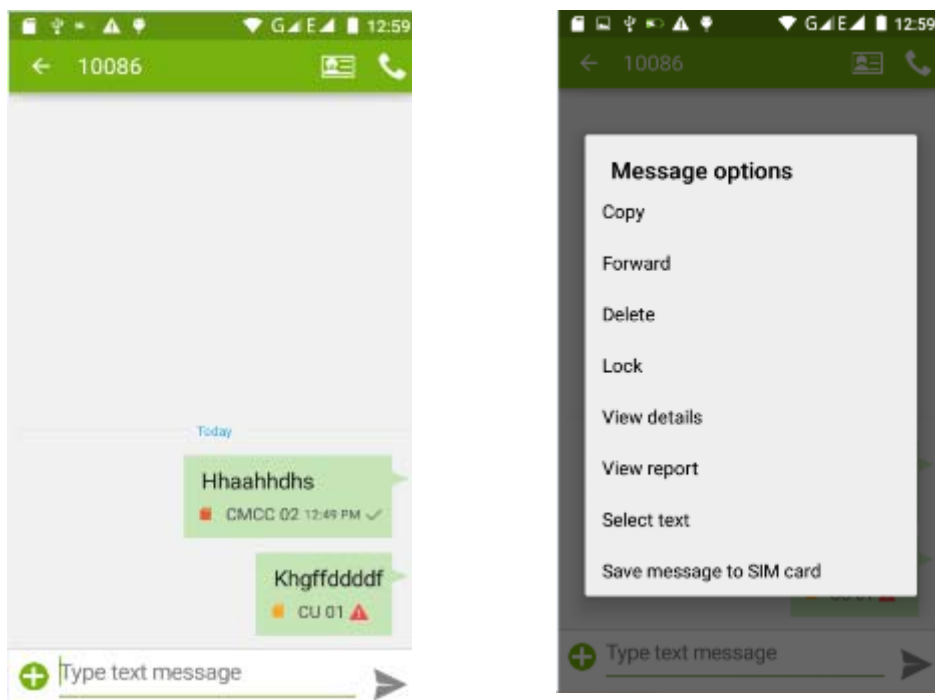 G E 12:59
10086
Today
Hhaahhdhs
CMCC 02 12:49 PM
Khgffddddf
CU 01
Type text message
G E 12:59
10086
Message options
Copy
Forward
Delete
Lock
View details
View report
Select text
Save message to SIM card
CU 01
Type text message